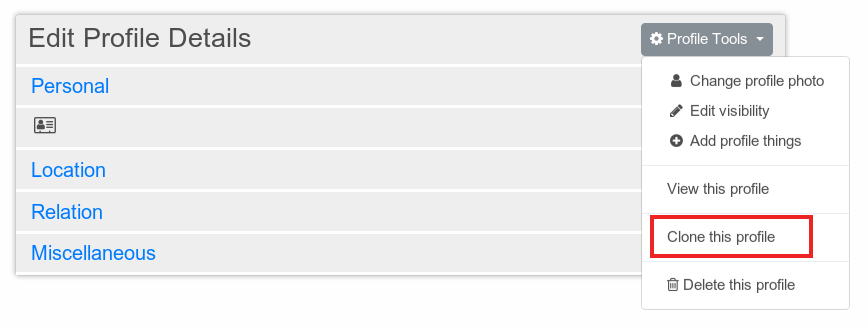 Edit Profile Details
Profile Tools
Personal
Location
Relation
Miscellaneous
Change profile photo
Edit visibility
Add profile things
View this profile
Clone this profile
Delete this profile